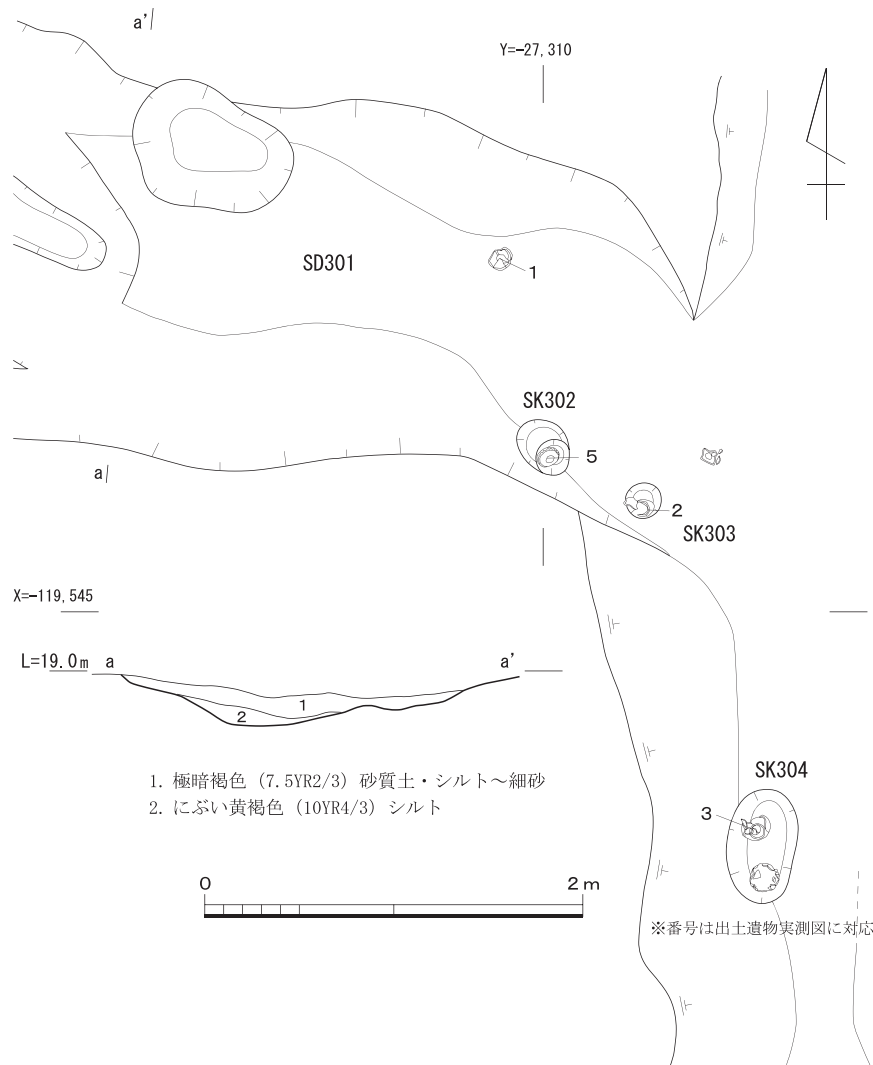 a'
Y=-27,310
SD301
1
SK302
5
2
SK303
a
X=-119,545
L=19.0m a a'
1
2
SK304
3
1. 極暗褐色(7.5YR2/3)砂質土・シルト～細砂
2. にぶい黄褐色(10YR4/3)シルト
0 2m
※番号は出土遺物実測図に対応